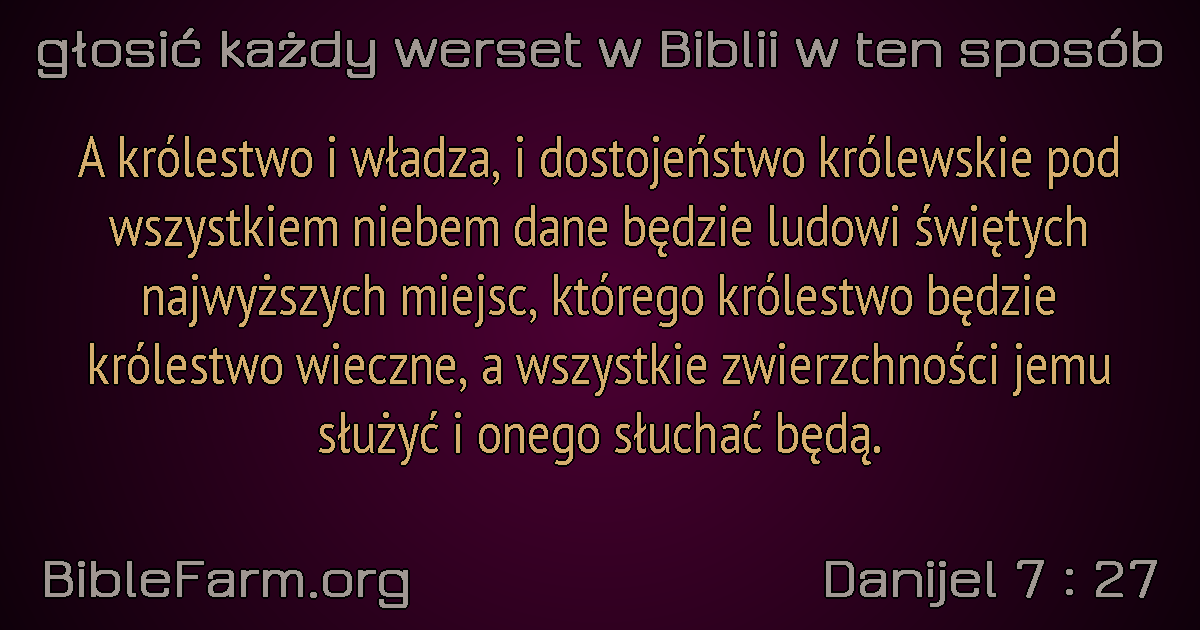 głosić każdy werset w Biblii w ten sposób
A królestwo i władza, i dostojeństwo królewskie pod
wszystkiem niebem dane będzie ludowi świętych
najwyższych miejsc, którego królestwo będzie
królestwo wieczne, a wszystkie zwierzchności jemu
służyć i onego słuchać będą.
BibleFarm.org
Danijel 7 : 27